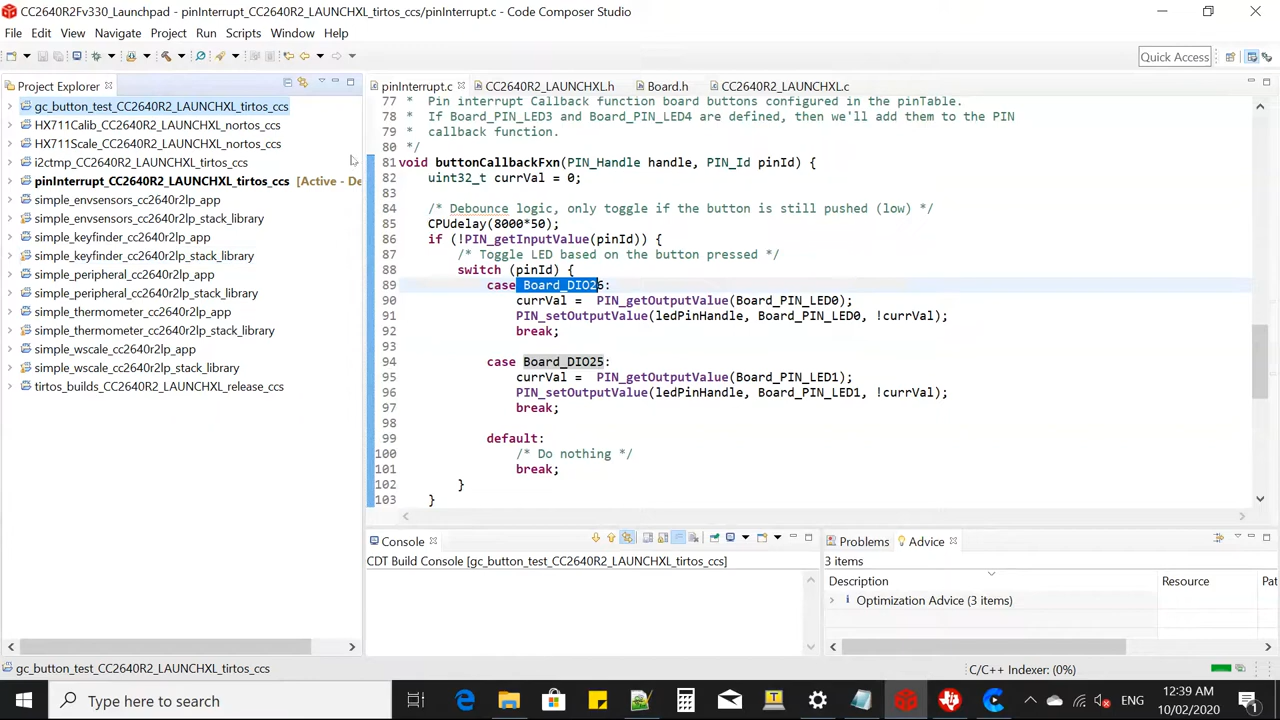 CC2640R2Fv330_Launchpad - pinInterrupt_CC2640R2_LAUNCHXL_tirtos_ccs/pinInterrupt.c - Code Composer Studio
File Edit View Navigate Project Run Scripts Window Help
Quick Access
Project Explorer
gc_button_test_CC2640R2_LAUNCHXL_tirtos_ccs
HX711Calib_CC2640R2_LAUNCHXL_nortos_ccs
HX711Scale_CC2640R2_LAUNCHXL_nortos_ccs
i2ctmp_CC2640R2_LAUNCHXL_tirtos_ccs
pinInterrupt_CC2640R2_LAUNCHXL_tirtos_ccs [Active - De
simple_envsensors_cc2640r2lp_app
simple_envsensors_cc2640r2lp_stack_library
simple_keyfinder_cc2640r2lp_app
simple_keyfinder_cc2640r2lp_stack_library
simple_peripheral_cc2640r2lp_app
simple_peripheral_cc2640r2lp_stack_library
simple_thermometer_cc2640r2lp_app
simple_thermometer_cc2640r2lp_stack_library
simple_wscale_cc2640r2lp_app
simple_wscale_cc2640r2lp_stack_library
tirtos_builds_CC2640R2_LAUNCHXL_release_ccs
pinInterrupt.c CC2640R2_LAUNCHXL.h Board.h CC2640R2_LAUNCHXL.c
77 * Pin interrupt Callback function board buttons configured in the pinTable.
78 * If Board_PIN_LED3 and Board_PIN_LED4 are defined, then we'll add them to the PIN
79 * callback function.
80 */
81 void buttonCallbackFxn(PIN_Handle handle, PIN_Id pinId) {
82 uint32_t currVal = 0;
83
84 /* Debounce logic, only toggle if the button is still pushed (low) */
85 CPUdelay(8000*50);
86 if (!PIN_getInputValue(pinId)) {
87 /* Toggle LED based on the button pressed */
88 switch (pinId) {
89 case Board_DIO26:
90 currVal = PIN_getOutputValue(Board_PIN_LED0);
91 PIN_setOutputValue(ledPinHandle, Board_PIN_LED0, !currVal);
92 break;
93
94 case Board_DIO25:
95 currVal = PIN_getOutputValue(Board_PIN_LED1);
96 PIN_setOutputValue(ledPinHandle, Board_PIN_LED1, !currVal);
97 break;
98
99 default:
100 /* Do nothing */
101 break;
102 }
103 }
Console
CDT Build Console [gc_button_test_CC2640R2_LAUNCHXL_tirtos_ccs]
Problems Advice
3 items
Description Resource Pat
Optimization Advice (3 items)
gc_button_test_CC2640R2_LAUNCHXL_tirtos_ccs
C/C++ Indexer: (0%)
Type here to search
ENG
12:39 AM
10/02/2020